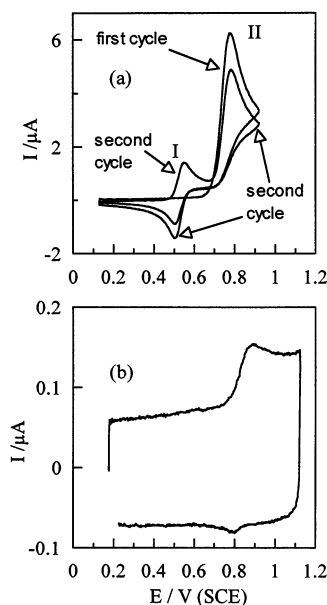 6
II
first cycle
(a)
I /µA
4
second
cycle
I
2
second
cycle
0
-2
0 0.2 0.4 0.6 0.8 1 1.2
0.2
(b)
0.1
I /µA
0
-0.1
0 0.2 0.4 0.6 0.8 1 1.2
E / V (SCE)